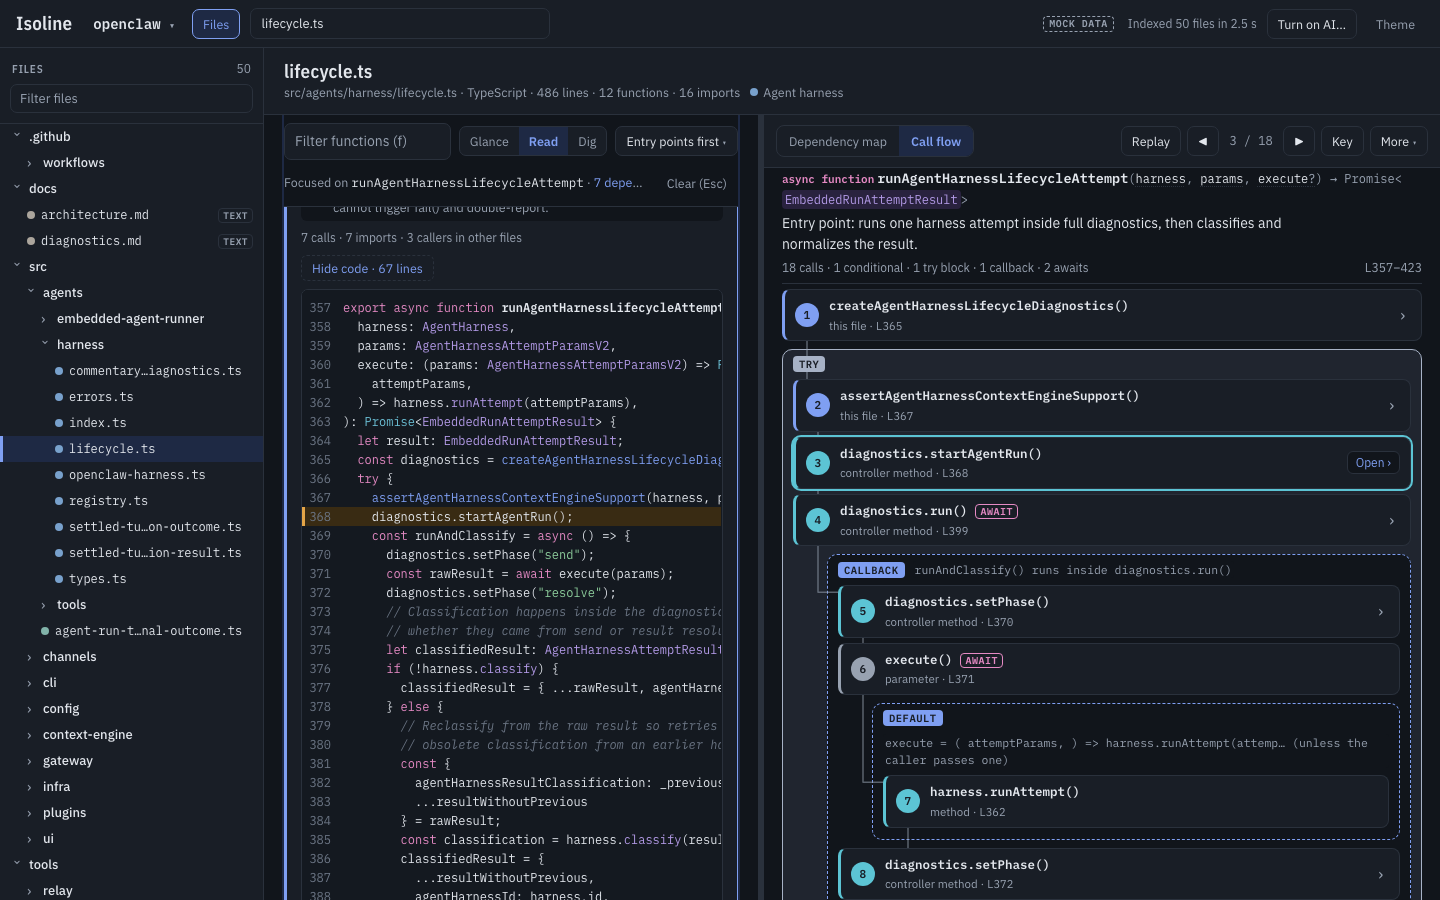 Isoline
openclaw
Files
lifecycle.ts
MOCK DATA
Indexed 50 files in 2.5 s
Turn on AI…
Theme
FILES
50
Filter files
.github
workflows
docs
architecture.md
TEXT
diagnostics.md
TEXT
src
agents
embedded-agent-runner
harness
commentary…iagnostics.ts
errors.ts
index.ts
lifecycle.ts
openclaw-harness.ts
registry.ts
settled-tu…on-outcome.ts
settled-tu…ion-result.ts
types.ts
tools
agent-run-t…nal-outcome.ts
channels
cli
config
context-engine
gateway
infra
plugins
ui
tools
relay
lifecycle.ts
src/agents/harness/lifecycle.ts · TypeScript · 486 lines · 12 functions · 16 imports
Agent harness
Filter functions (f)
Glance
Read
Dig
Entry points first
Focused on runAgentHarnessLifecycleAttempt · 7 depe…
Clear (Esc)
cannot trigger fail() and double-report.
7 calls · 7 imports · 3 callers in other files
Hide code · 67 lines
357 export async function runAgentHarnessLifecycleAttempt
358 harness: AgentHarness,
359 params: AgentHarnessAttemptParamsV2,
360 execute: (params: AgentHarnessAttemptParamsV2) =>
361 attemptParams,
362 ) => harness.runAttempt(attemptParams),
363 ): Promise<EmbeddedRunAttemptResult> {
364 let result: EmbeddedRunAttemptResult;
365 const diagnostics = createAgentHarnessLifecycleDiag
366 try {
367 assertAgentHarnessContextEngineSupport(harness, p
368 diagnostics.startAgentRun();
369 const runAndClassify = async () => {
370 diagnostics.setPhase("send");
371 const rawResult = await execute(params);
372 diagnostics.setPhase("resolve");
373 // Classification happens inside the diagnostic
374 // whether they came from send or result resolu
375 let classifiedResult: AgentHarnessAttemptResult
376 if (!harness.classify) {
377 classifiedResult = { ...rawResult, agentHarne
378 } else {
379 // Reclassify from the raw result so retries
380 // obsolete classification from an earlier ha
381 const {
382 agentHarnessResultClassification: _previous
383 ...resultWithoutPrevious
384 } = rawResult;
385 const classification = harness.classify(resul
386 classifiedResult = {
387 ...resultWithoutPrevious,
388 agentHarnessId: harness.id,
Dependency map
Call flow
Replay
◀
3 / 18
▶
Key
More
async function runAgentHarnessLifecycleAttempt(harness, params, execute?) → Promise<
EmbeddedRunAttemptResult>
Entry point: runs one harness attempt inside full diagnostics, then classifies and
normalizes the result.
18 calls · 1 conditional · 1 try block · 1 callback · 2 awaits
L357–423
1
createAgentHarnessLifecycleDiagnostics()
this file · L365
TRY
2
assertAgentHarnessContextEngineSupport()
this file · L367
3
diagnostics.startAgentRun()
controller method · L368
Open ›
4
diagnostics.run() AWAIT
controller method · L399
CALLBACK runAndClassify() runs inside diagnostics.run()
5
diagnostics.setPhase()
controller method · L370
6
execute() AWAIT
parameter · L371
DEFAULT
execute = ( attemptParams, ) => harness.runAttempt(attemp… (unless the
caller passes one)
7
harness.runAttempt()
method · L362
8
diagnostics.setPhase()
controller method · L372